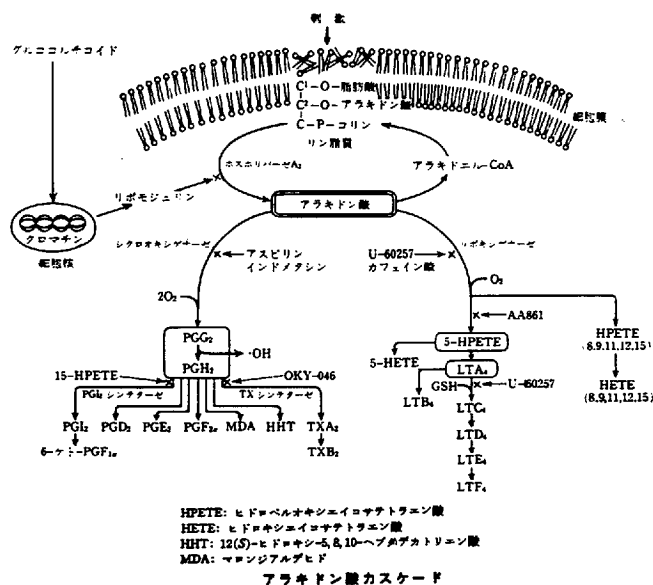 刺 激
グルココルチコイド
C¹-O-脂肪酸
C²-O-アラキドン酸
C-P-コリン
リン脂質
細胞膜
ホスホリパーゼA₂
アラキドニル-CoA
リポモジュリン
アラキドン酸
クロマチン
細胞核
シクロオキシゲナーゼ
アスピリン
インドメタシン
U-60257
カフェイン酸
リポキシゲナーゼ
2O₂
O₂
AA861
PGG₂
PGH₂
·OH
5-HPETE
HPETE
(8,9,11,12,15)
15-HPETE
OKY-046
5-HETE
LTA₄
HETE
(8,9,11,12,15)
PGI₂ シンテターゼ
TX シンテターゼ
GSH
U-60257
LTB₄
LTC₄
PGI₂
PGD₂
PGE₂
PGF₂α
MDA
HHT
TXA₂
LTD₄
6-ケト-PGF₁α
TXB₂
LTE₄
LTF₄
HPETE: ヒドロペルオキシエイコサテトラエン酸
HETE: ヒドロキシエイコサテトラエン酸
HHT: 12(S)-ヒドロキシ-5,8,10-ヘプタデカトリエン酸
MDA: マロンジアルデヒド
アラキドン酸カスケード